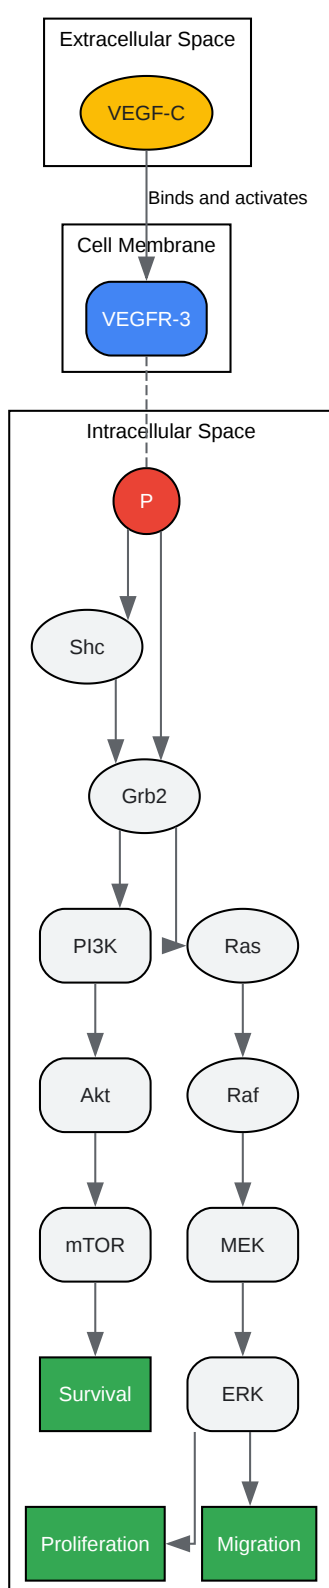 Extracellular Space
VEGF-C
Binds and activates
Cell Membrane
VEGFR-3
Intracellular Space
P
Shc
Grb2
PI3K
Ras
Akt
Raf
mTOR
MEK
Survival
ERK
Proliferation
Migration